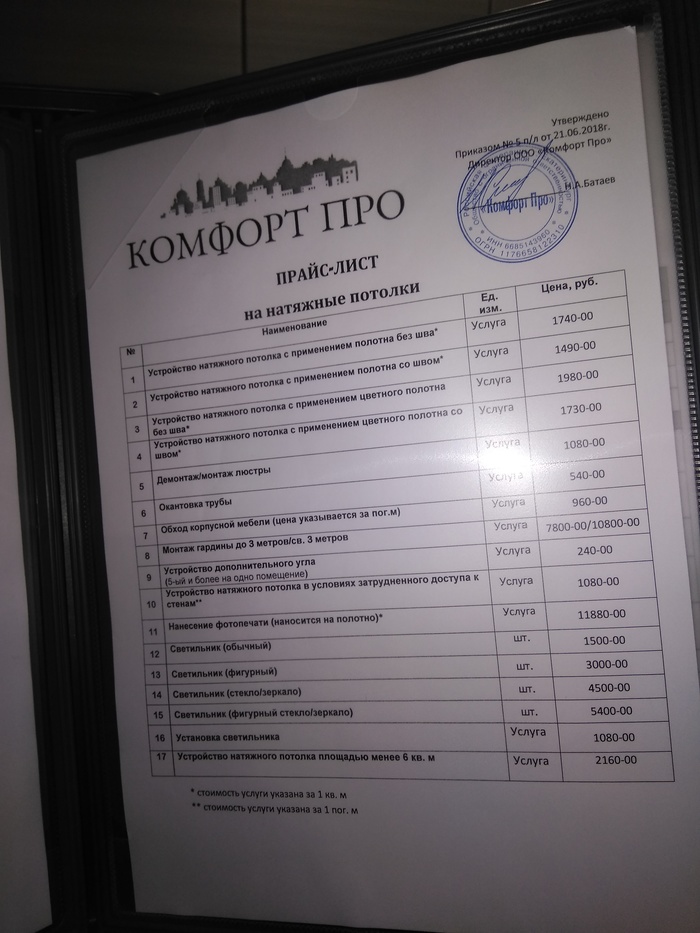 Утверждено
Приказом № 5 п/л от 21.06.2018г.
Директор ООО «Комфорт Про»
Н.А.Батаев
«Комфорт Про»
ИНН 6685143960
ОГРН 1176658122310
КОМФОРТ ПРО
ПРАЙС-ЛИСТ
на натяжные потолки
№ Наименование Ед. изм. Цена, руб.
1 Устройство натяжного потолка с применением полотна без шва* Услуга 1740-00
2 Устройство натяжного потолка с применением полотна со швом* Услуга 1490-00
3 Устройство натяжного потолка с применением цветного полотна Услуга 1980-00
без шва*
4 Устройство натяжного потолка с применением цветного полотна со Услуга 1730-00
швом*
5 Демонтаж/монтаж люстры Услуга 1080-00
6 Окантовка трубы Услуга 540-00
7 Обход корпусной мебели (цена указывается за пог.м) Услуга 960-00
8 Монтаж гардины до 3 метров/св. 3 метров Услуга 7800-00/10800-00
9 Устройство дополнительного угла Услуга 240-00
(5-ый и более на одно помещение)
10 Устройство натяжного потолка в условиях затрудненного доступа к Услуга 1080-00
стенам**
11 Нанесение фотопечати (наносится на полотно)* Услуга 11880-00
12 Светильник (обычный) шт. 1500-00
13 Светильник (фигурный) шт. 3000-00
14 Светильник (стекло/зеркало) шт. 4500-00
15 Светильник (фигурный стекло/зеркало) шт. 5400-00
16 Установка светильника Услуга 1080-00
17 Устройство натяжного потолка площадью менее 6 кв. м Услуга 2160-00
* стоимость услуги указана за 1 кв. м
** стоимость услуги указана за 1 пог. м